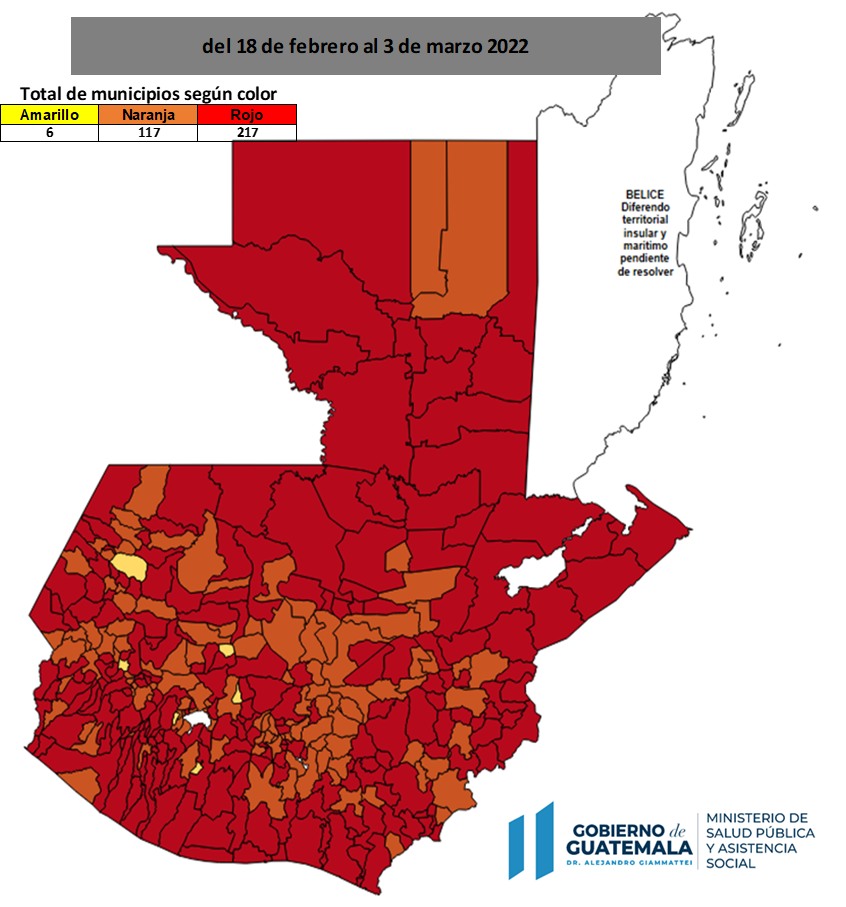 del 18 de febrero al 3 de marzo 2022
Total de municipios según color
Amarillo Naranja Rojo
6 117 217
BELICE
Diferendo
territorial
insular y
marítimo
pendiente
de resolver
GOBIERNO de
GUATEMALA
DR. ALEJANDRO GIAMMATTEI
MINISTERIO DE
SALUD PÚBLICA
Y ASISTENCIA
SOCIAL